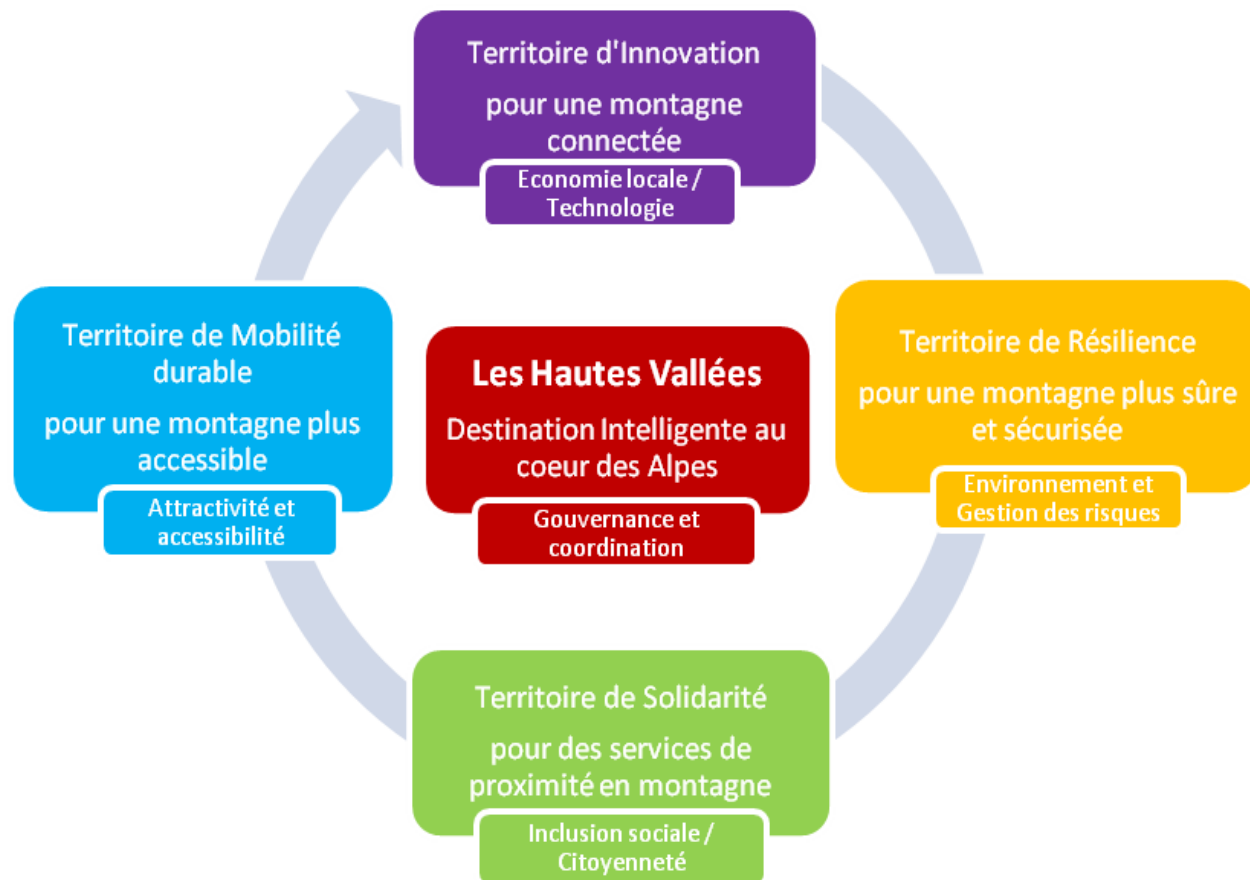 Territoire d'Innovation
pour une montagne
connectée
Economie locale /
Technologie
Territoire de Mobilité
durable
pour une montagne plus
accessible
Attractivité et
accessibilité
Les Hautes Vallées
Destination Intelligente au
coeur des Alpes
Gouvernance et
coordination
Territoire de Résilience
pour une montagne plus sûre
et sécurisée
Environnement et
Gestion des risques
Territoire de Solidarité
pour des services de
proximité en montagne
Inclusion sociale /
Citoyenneté